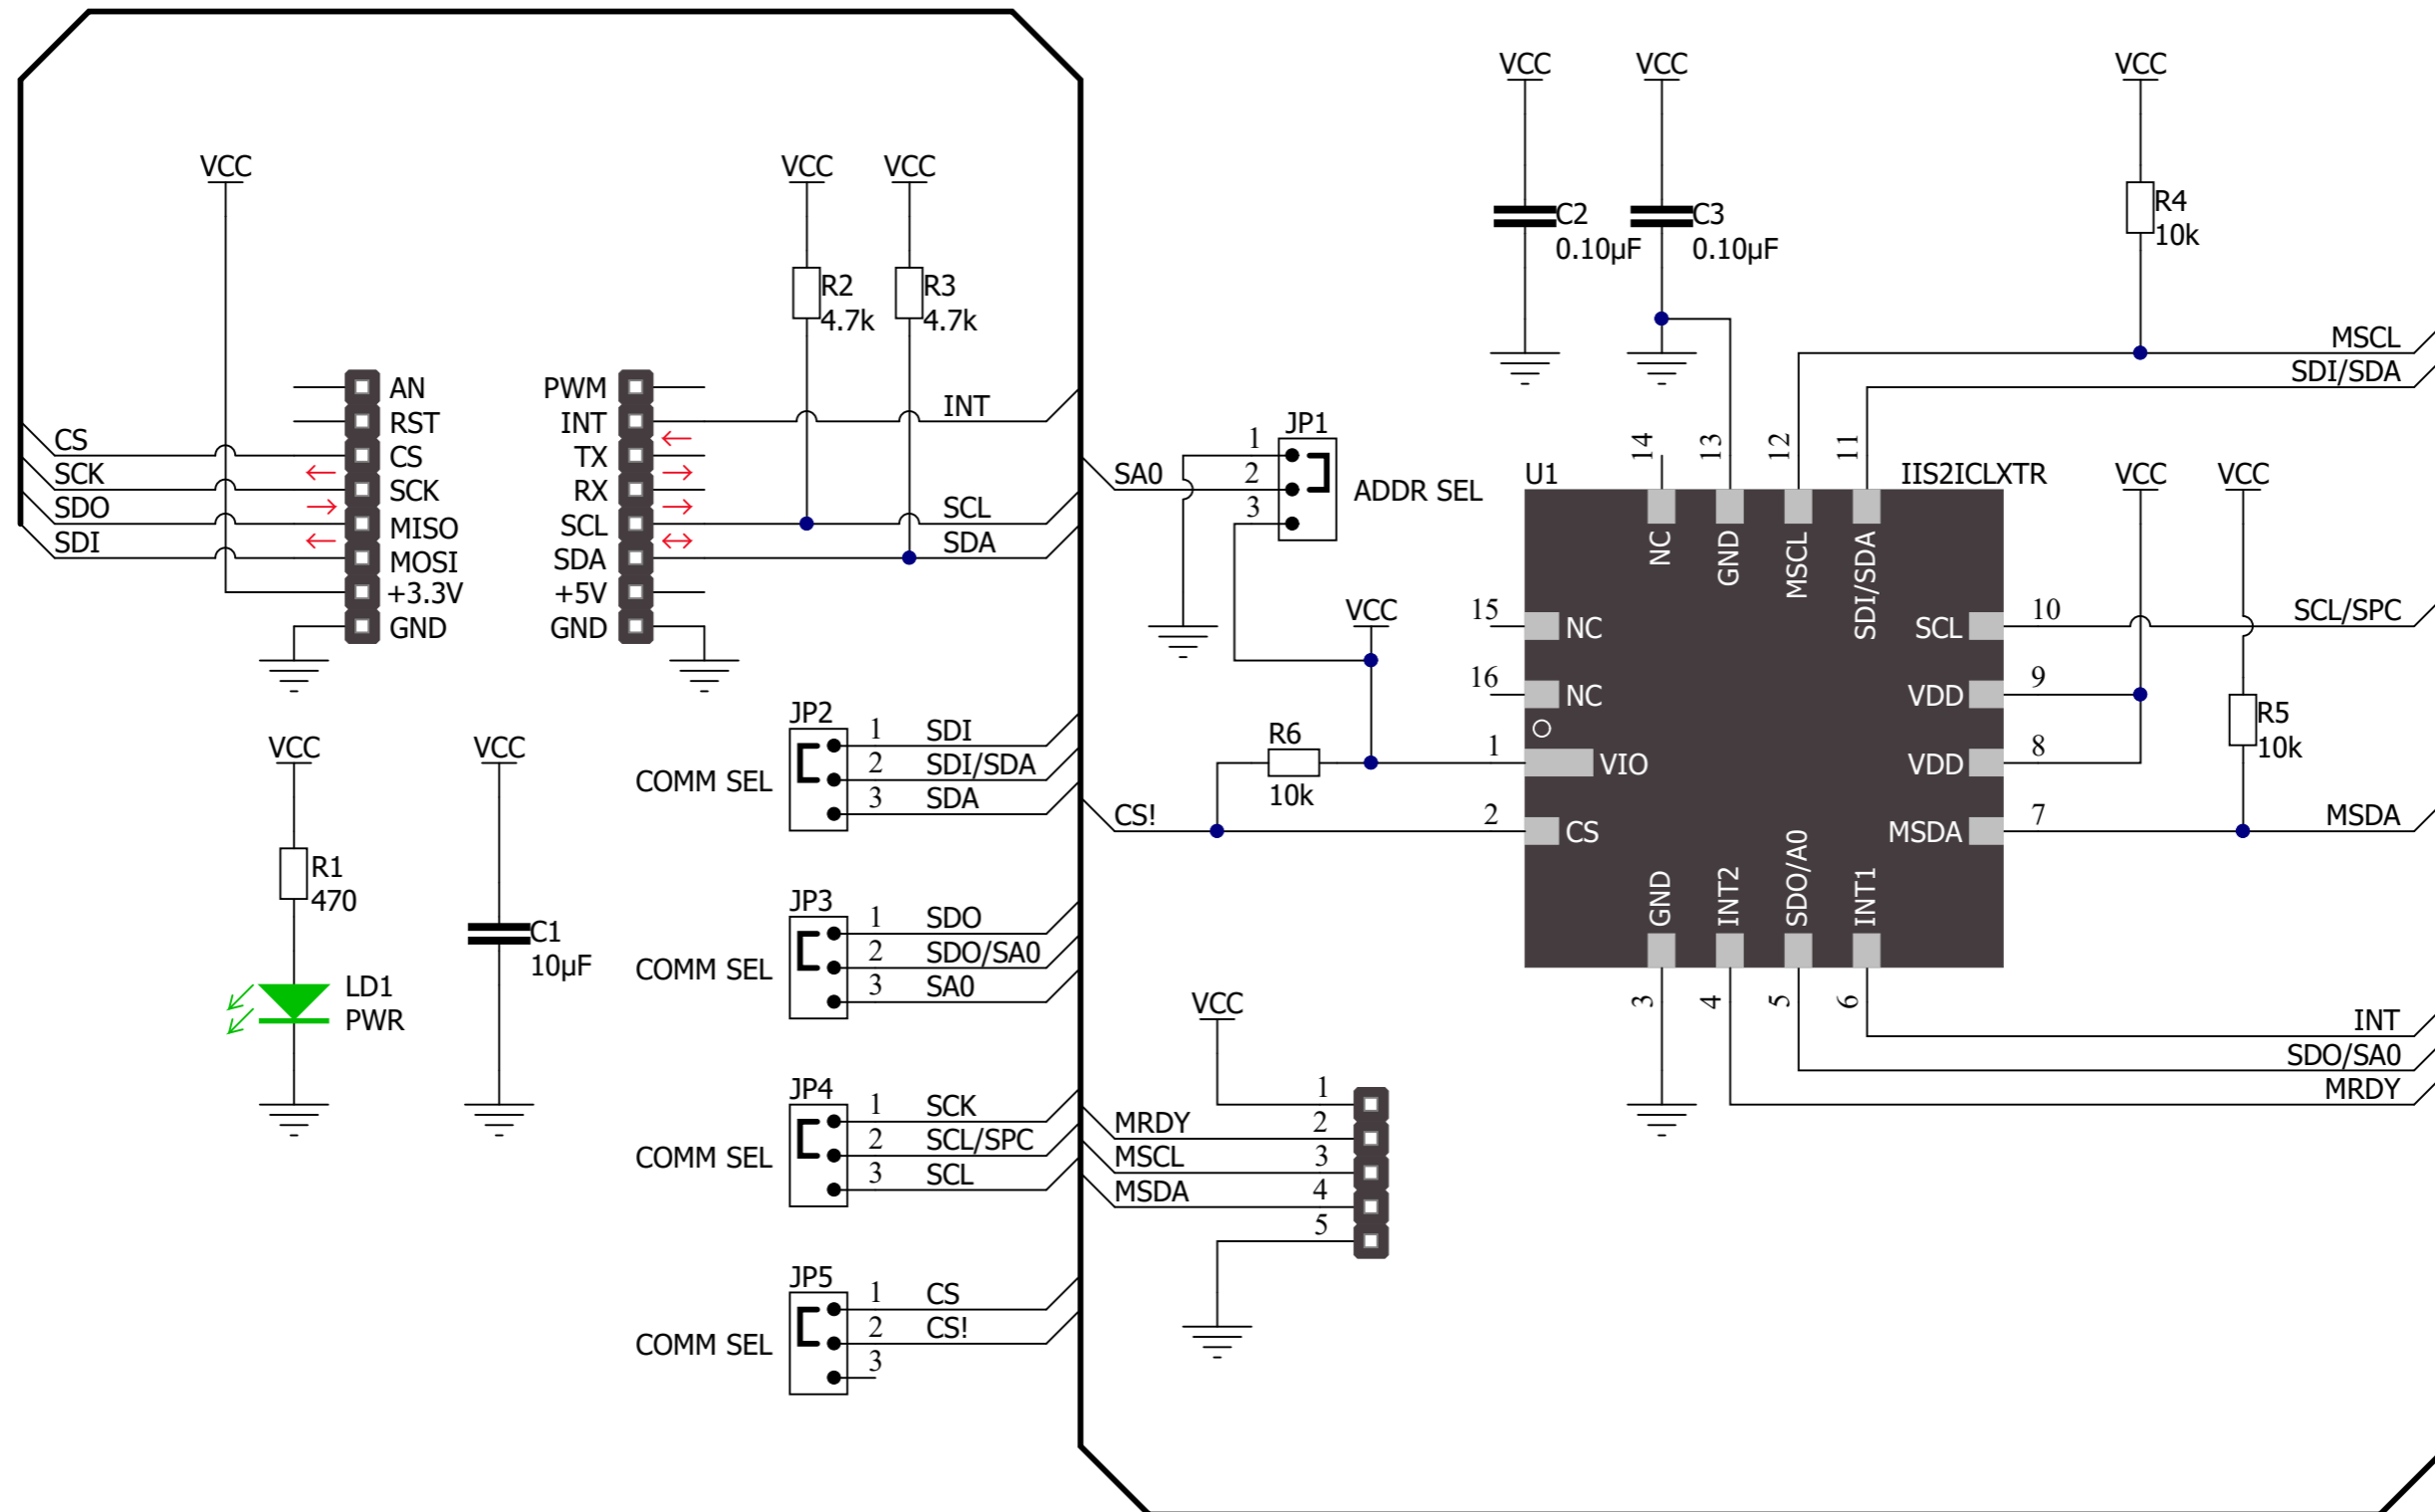 VCC
VCC
VCC
R2
4.7k
R3
4.7k
AN
RST
CS
SCK
MISO
MOSI
+3.3V
GND
CS
SCK
SDO
SDI
PWM
INT
TX
RX
SCL
SDA
+5V
GND
INT
SCL
SDA
VCC
R1
470
LD1
PWR
VCC
C1
10µF
JP2
COMM SEL
1 SDI
2 SDI/SDA
3 SDA
JP3
COMM SEL
1 SDO
2 SDO/SA0
3 SA0
JP4
COMM SEL
1 SCK
2 SCL/SPC
3 SCL
JP5
COMM SEL
1 CS
2 CS!
3
JP1
SA0
1
2
3
ADDR SEL
VCC
R6
10k
CS!
VCC
1
MRDY 2
MSCL 3
MSDA 4
5
VCC
C2
0.10µF
VCC
C3
0.10µF
VCC
R4
10k
MSCL
SDI/SDA
U1
IIS2ICLXTR
14
13
12
11
NC
GND
MSCL
SDI/SDA
15 NC
16 NC
1 VIO
2 CS
SCL 10
VDD 9
VDD 8
MSDA 7
GND
INT2
SDO/A0
INT1
3
4
5
6
VCC
VCC
SCL/SPC
R5
10k
MSDA
INT
SDO/SA0
MRDY